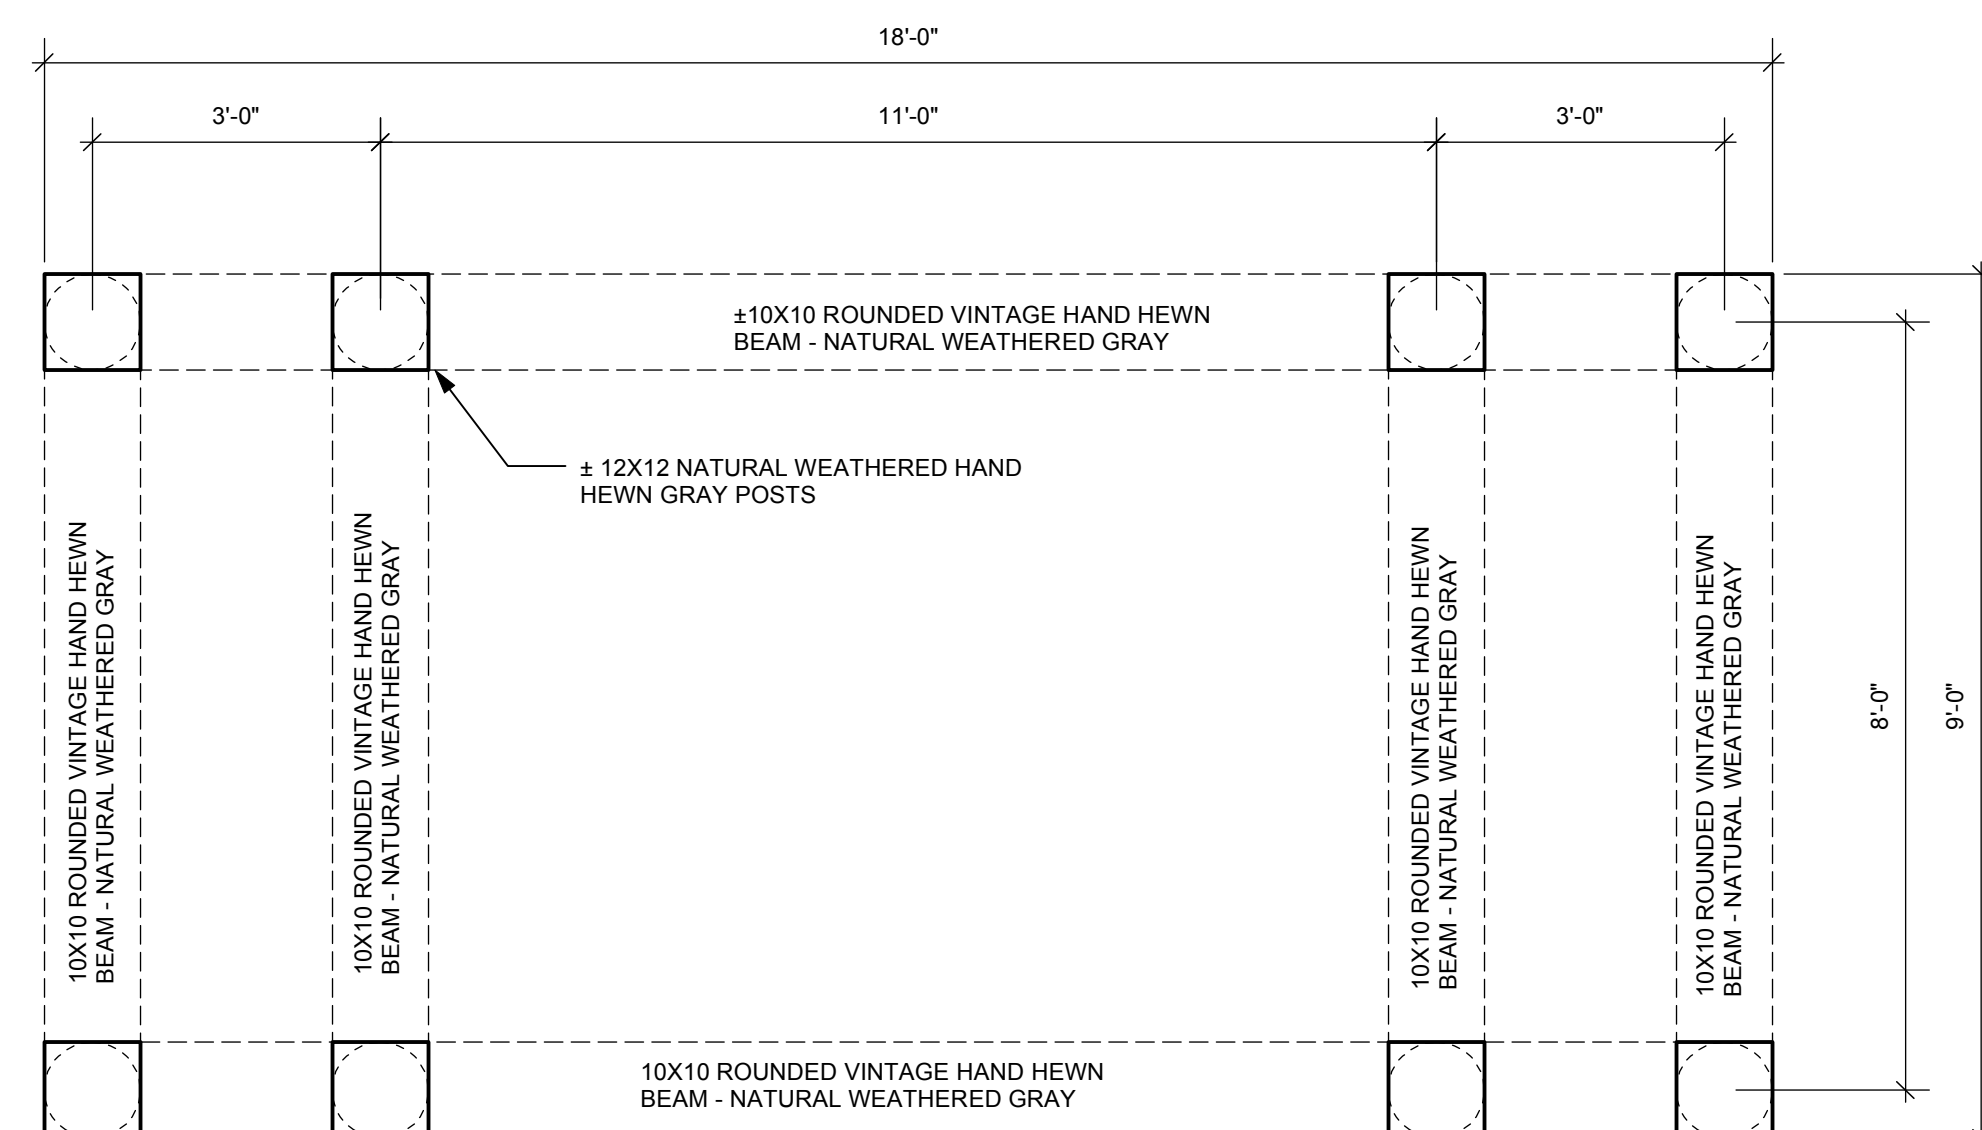 18'-0"
3'-0"
11'-0"
3'-0"
±10X10 ROUNDED VINTAGE HAND HEWN
BEAM - NATURAL WEATHERED GRAY
± 12X12 NATURAL WEATHERED HAND
HEWN GRAY POSTS
10X10 ROUNDED VINTAGE HAND HEWN
BEAM - NATURAL WEATHERED GRAY
10X10 ROUNDED VINTAGE HAND HEWN
BEAM - NATURAL WEATHERED GRAY
10X10 ROUNDED VINTAGE HAND HEWN
BEAM - NATURAL WEATHERED GRAY
10X10 ROUNDED VINTAGE HAND HEWN
BEAM - NATURAL WEATHERED GRAY
8'-0"
9'-0"
10X10 ROUNDED VINTAGE HAND HEWN
BEAM - NATURAL WEATHERED GRAY